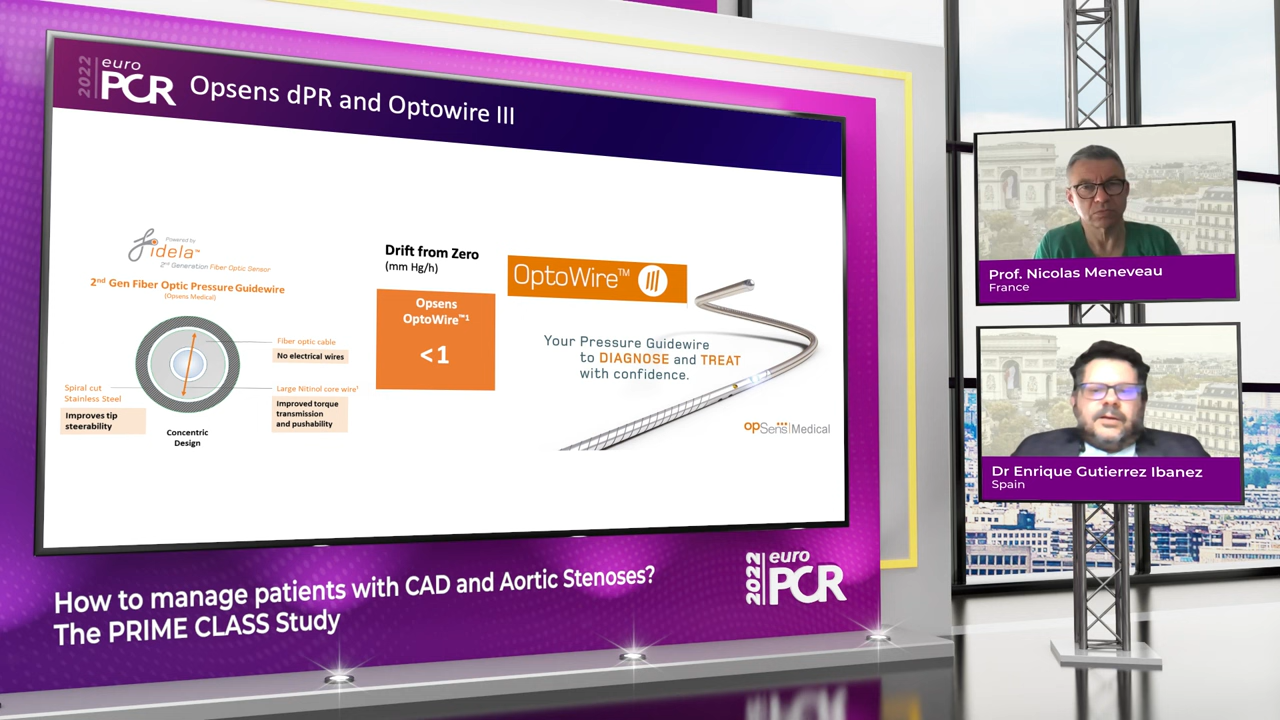 2022 euro PCR
Opsens dPR and Optowire III
Powered by
fidela™
2nd Generation Fiber Optic Sensor
2nd Gen Fiber Optic Pressure Guidewire
(Opsens Medical)
Fiber optic cable
No electrical wires
Spiral cut
Stainless Steel
Improves tip
steerability
Large Nitinol core wire¹
Improved torque
transmission
and pushability
Concentric
Design
Drift from Zero
(mm Hg/h)
Opsens
OptoWire™¹
<1
OptoWire™ III
Your Pressure Guidewire
to DIAGNOSE and TREAT
with confidence.
opSens Medical
Prof. Nicolas Meneveau
France
Dr Enrique Gutierrez Ibanez
Spain
How to manage patients with CAD and Aortic Stenoses?
The PRIME CLASS Study
2022 euro PCR